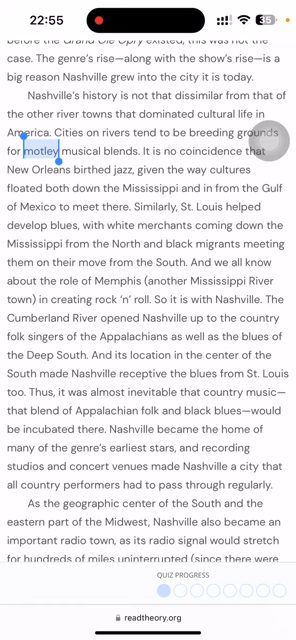 22:55
35
before the Grand Ole Opry existed, this was not the
case. The genre's rise—along with the show's rise—is a
big reason Nashville grew into the city it is today.
Nashville's history is not that dissimilar from that of
the other river towns that dominated cultural life in
America. Cities on rivers tend to be breeding grounds
for motley musical blends. It is no coincidence that
New Orleans birthed jazz, given the way cultures
floated both down the Mississippi and in from the Gulf
of Mexico to meet there. Similarly, St. Louis helped
develop blues, with white merchants coming down the
Mississippi from the North and black migrants meeting
them on their move from the South. And we all know
about the role of Memphis (another Mississippi River
town) in creating rock ‘n’ roll. So it is with Nashville. The
Cumberland River opened Nashville up to the country
folk singers of the Appalachians as well as the blues of
the Deep South. And its location in the center of the
South made Nashville receptive the blues from St. Louis
too. Thus, it was almost inevitable that country music—
that blend of Appalachian folk and black blues—would
be incubated there. Nashville became the home of
many of the genre's earliest stars, and recording
studios and concert venues made Nashville a city that
all country performers had to pass through regularly.
As the geographic center of the South and the
eastern part of the Midwest, Nashville also became an
important radio town, as its radio signal would stretch
for hundreds of miles uninterrupted (since there were
QUIZ PROGRESS
readtheory.org